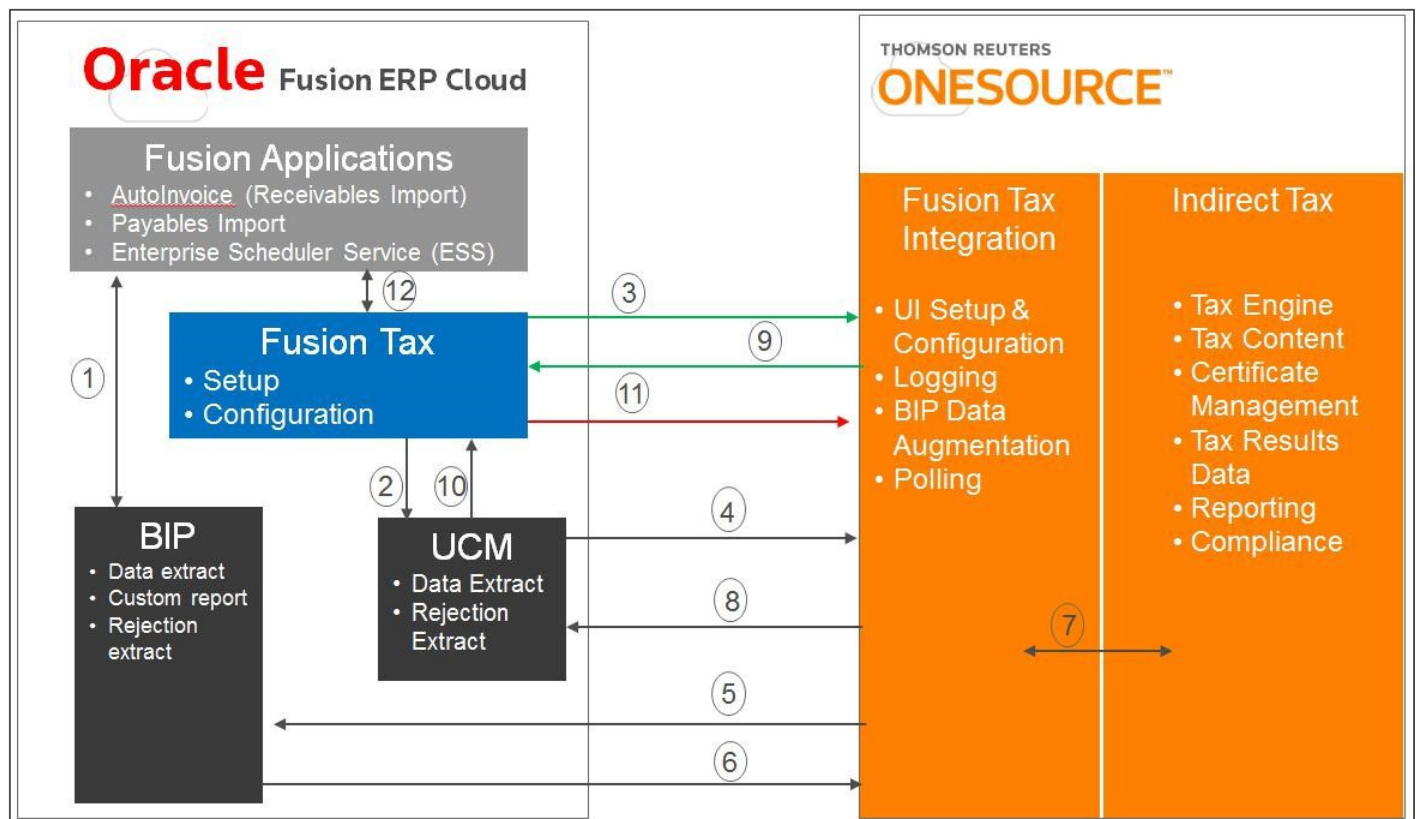 Oracle Fusion ERP Cloud
Fusion Applications
• AutoInvoice (Receivables Import)
• Payables Import
• Enterprise Scheduler Service (ESS)
12
Fusion Tax
• Setup
• Configuration
1
2
10
BIP
• Data extract
• Custom report
• Rejection
extract
UCM
• Data Extract
• Rejection
Extract
3
9
11
4
8
5
6
THOMSON REUTERS
ONESOURCE™
Fusion Tax
Integration
• UI Setup &
Configuration
• Logging
• BIP Data
Augmentation
• Polling
Indirect Tax
• Tax Engine
• Tax Content
• Certificate
Management
• Tax Results
Data
• Reporting
• Compliance
7